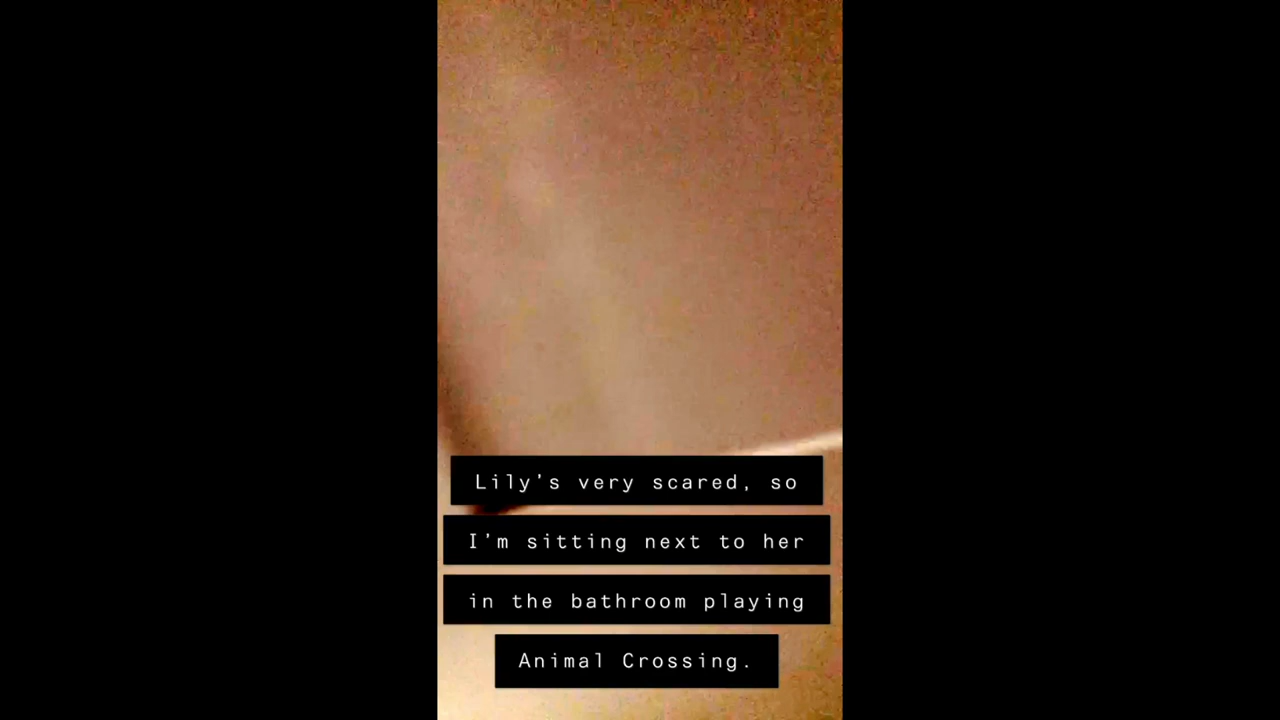 Lily’s very scared, so
I’m sitting next to her
in the bathroom playing
Animal Crossing.